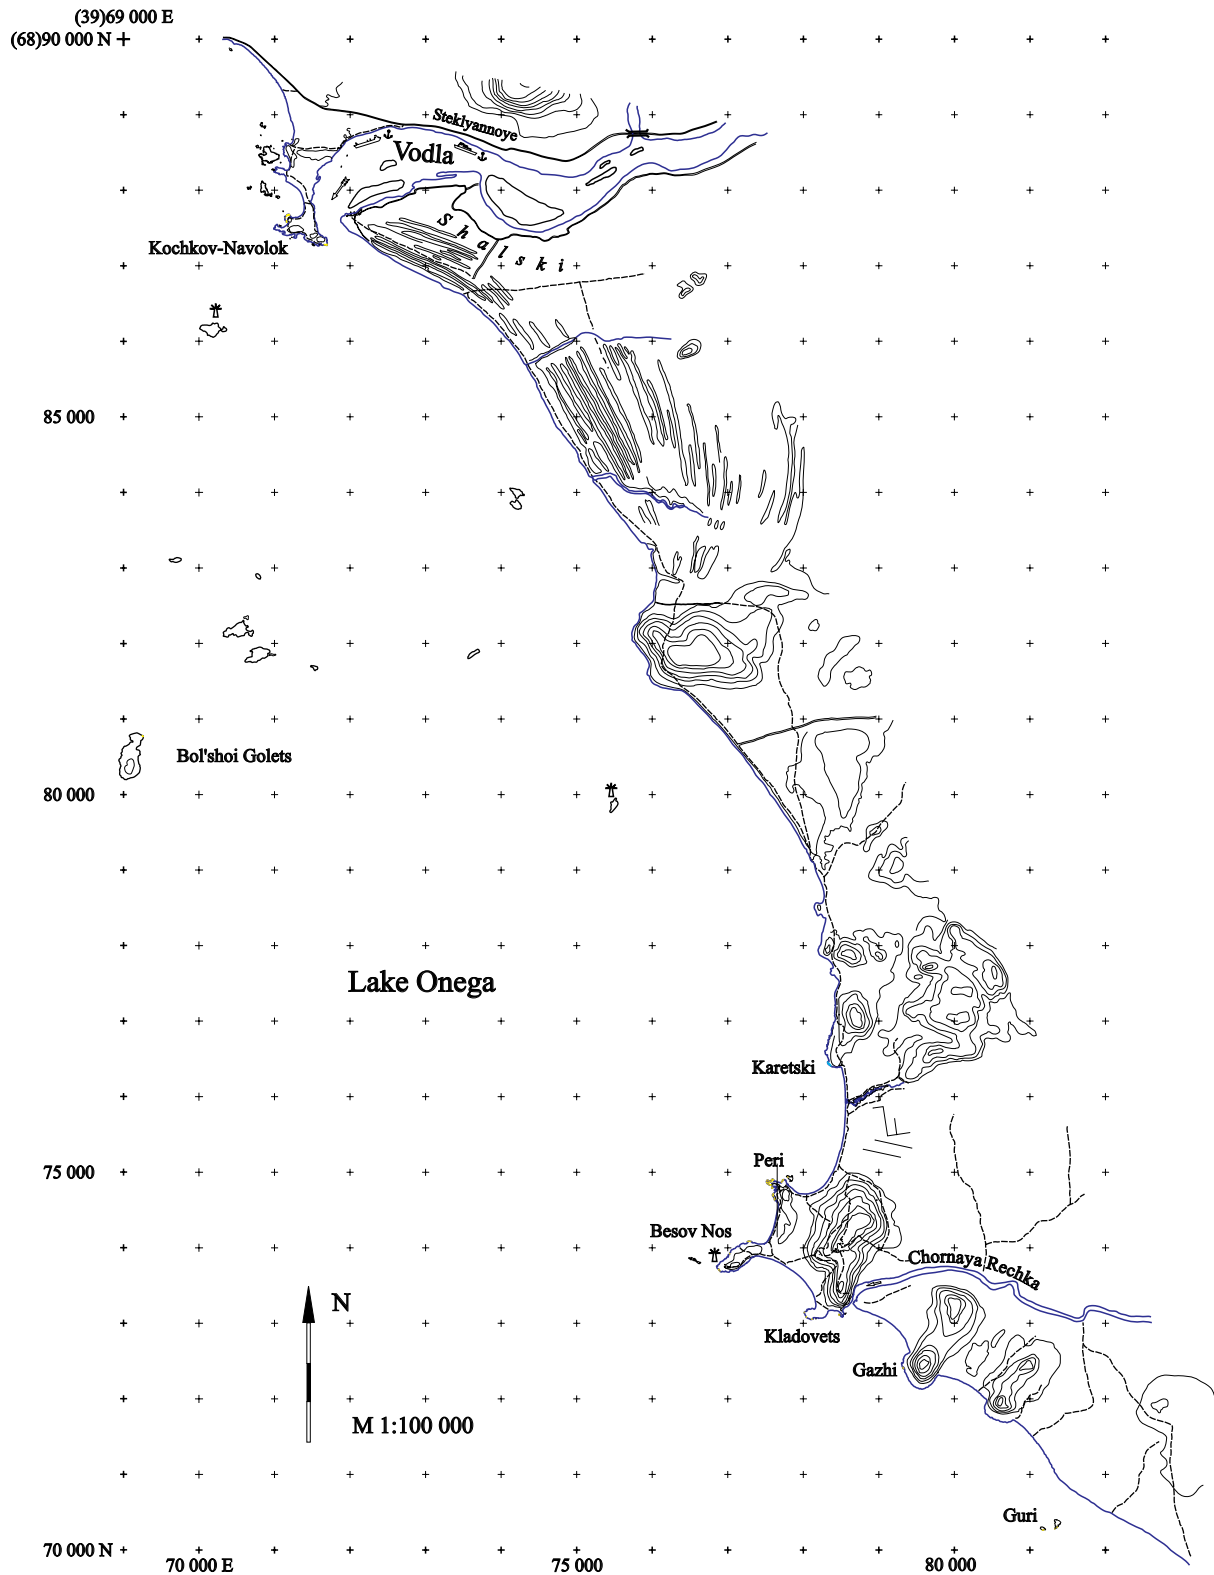 (39)69 000 E
(68)90 000 N
Steklyannoye
Vodla
Shalski
Kochkov-Navolok
85 000
Bol'shoi Golets
80 000
Lake Onega
Karetski
75 000
Peri
Besov Nos
Chornaya Rechka
N
Kladovets
Gazhi
M 1:100 000
Guri
70 000 N
70 000 E
75 000
80 000